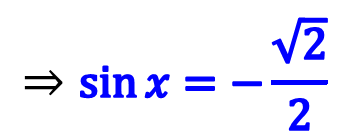 ⇒ sin x = −√2/2